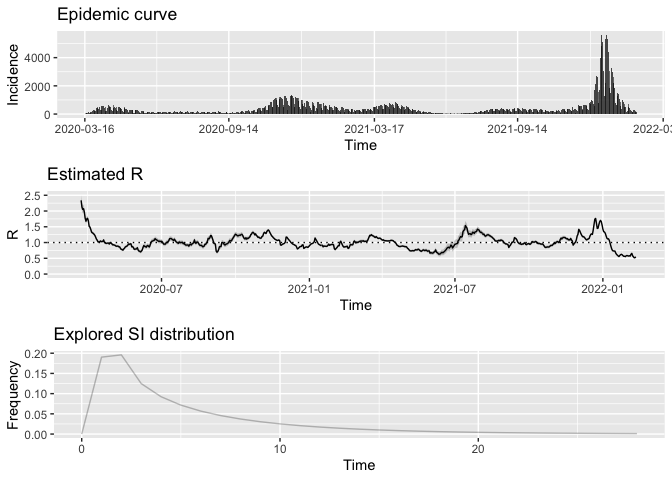 Epidemic curve
Incidence
4000
2000
0
2020-03-16 2020-09-14 2021-03-17 2021-09-14 2022-03
Time
Estimated R
R
2.5
2.0
1.5
1.0
0.5
0.0
2020-07 2021-01 2021-07 2022-01
Time
Explored SI distribution
Frequency
0.20
0.15
0.10
0.05
0.00
0 10 20
Time